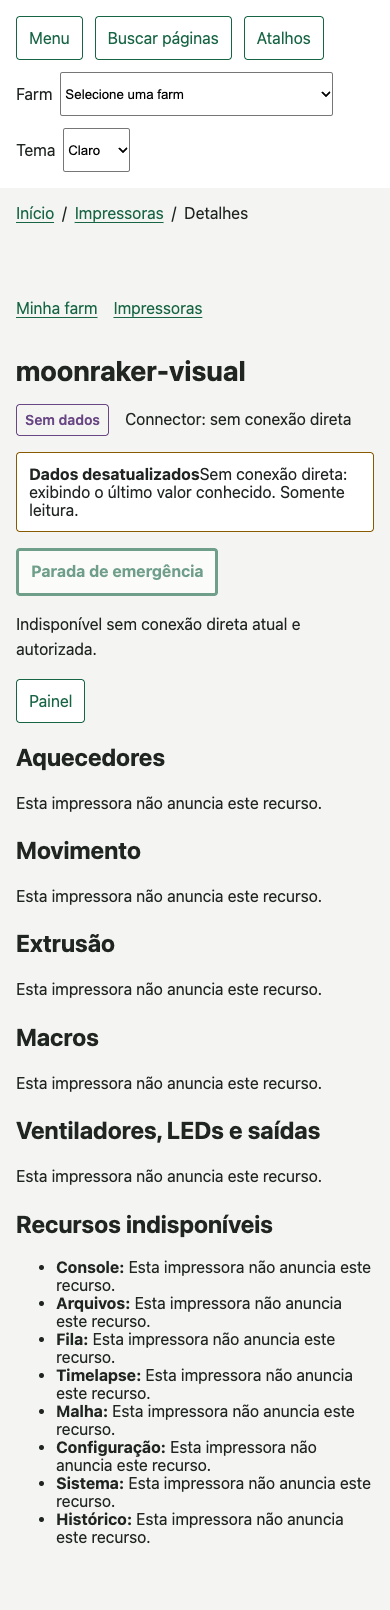 Menu Buscar páginas Atalhos
Farm Selecione uma farm
Tema Claro
Início / Impressoras / Detalhes
Minha farm Impressoras
moonraker-visual
Sem dados Connector: sem conexão direta
Dados desatualizadosSem conexão direta:
exibindo o último valor conhecido. Somente
leitura.
Parada de emergência
Indisponível sem conexão direta atual e
autorizada.
Painel
Aquecedores
Esta impressora não anuncia este recurso.
Movimento
Esta impressora não anuncia este recurso.
Extrusão
Esta impressora não anuncia este recurso.
Macros
Esta impressora não anuncia este recurso.
Ventiladores, LEDs e saídas
Esta impressora não anuncia este recurso.
Recursos indisponíveis
• Console: Esta impressora não anuncia este
recurso.
• Arquivos: Esta impressora não anuncia
este recurso.
• Fila: Esta impressora não anuncia este
recurso.
• Timelapse: Esta impressora não anuncia
este recurso.
• Malha: Esta impressora não anuncia este
recurso.
• Configuração: Esta impressora não
anuncia este recurso.
• Sistema: Esta impressora não anuncia este
recurso.
• Histórico: Esta impressora não anuncia
este recurso.